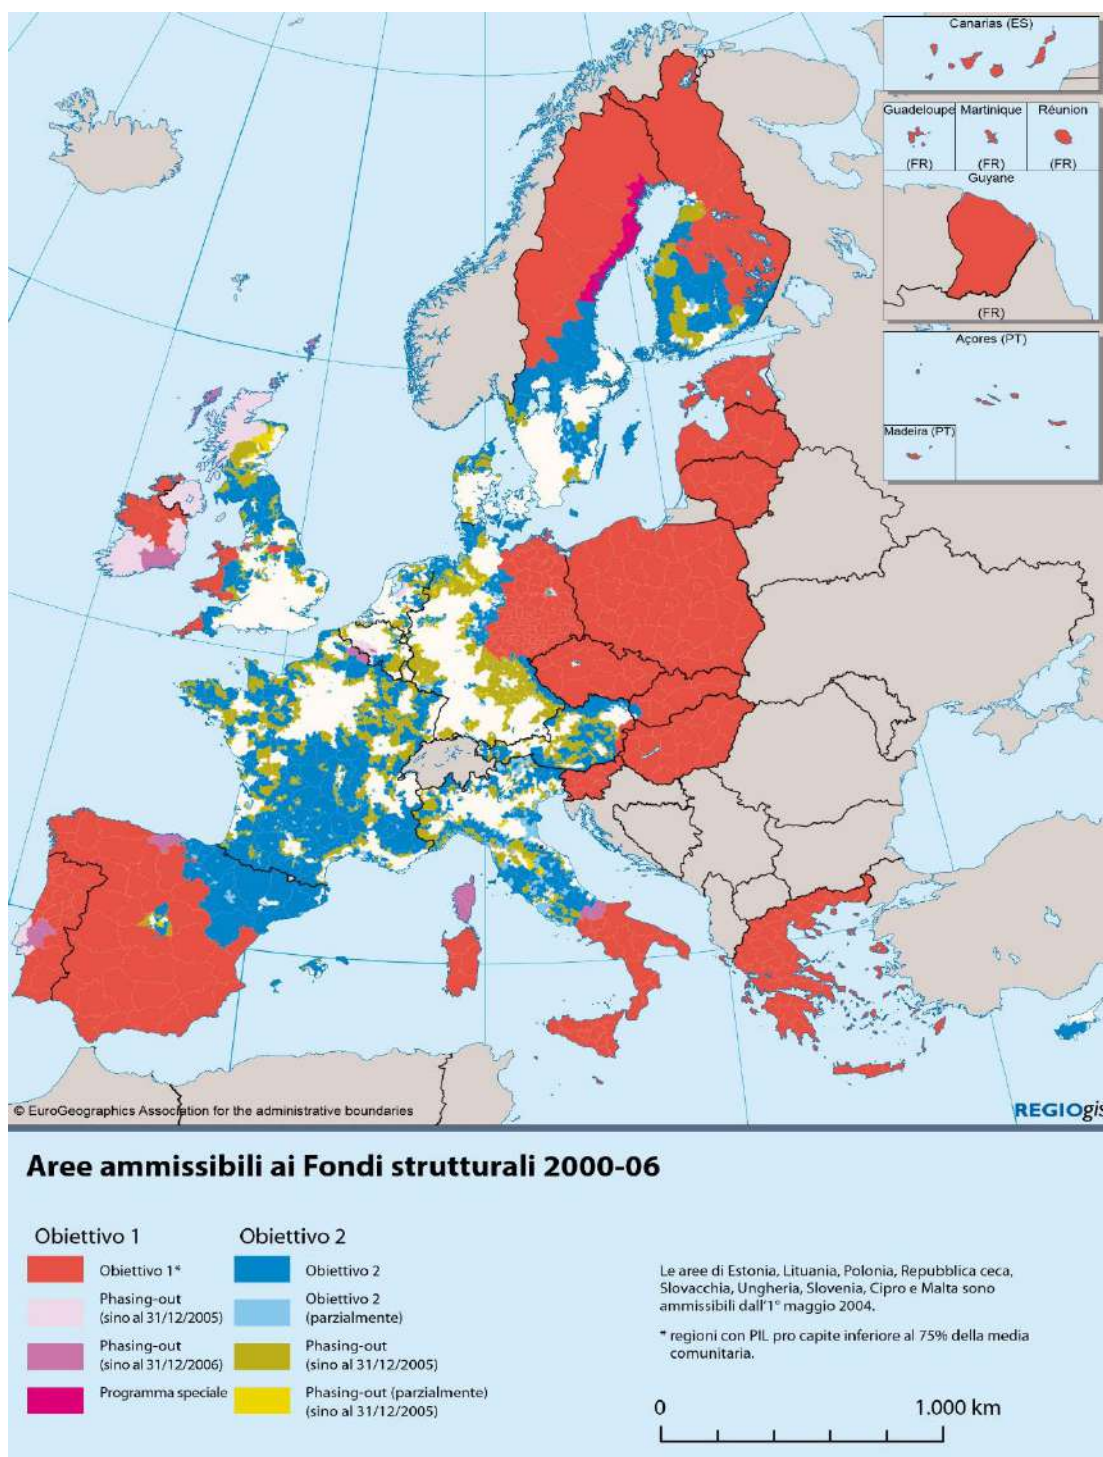 Canarias (ES)
Guadeloupe Martinique Réunion
(FR) (FR) (FR)
Guyane
(FR)
Açores (PT)
Madeira (PT)
© EuroGeographics Association for the administrative boundaries
REGIOgis
Aree ammissibili ai Fondi strutturali 2000-06
Obiettivo 1
Obiettivo 1*
Phasing-out
(sino al 31/12/2005)
Phasing-out
(sino al 31/12/2006)
Programma speciale
Obiettivo 2
Obiettivo 2
Obiettivo 2
(parzialmente)
Phasing-out
(sino al 31/12/2005)
Phasing-out (parzialmente)
(sino al 31/12/2005)
Le aree di Estonia, Lituania, Polonia, Repubblica ceca,
Slovacchia, Ungheria, Slovenia, Cipro e Malta sono
ammissibili dall'1° maggio 2004.
* regioni con PIL pro capite inferiore al 75% della media
comunitaria.
0 1.000 km